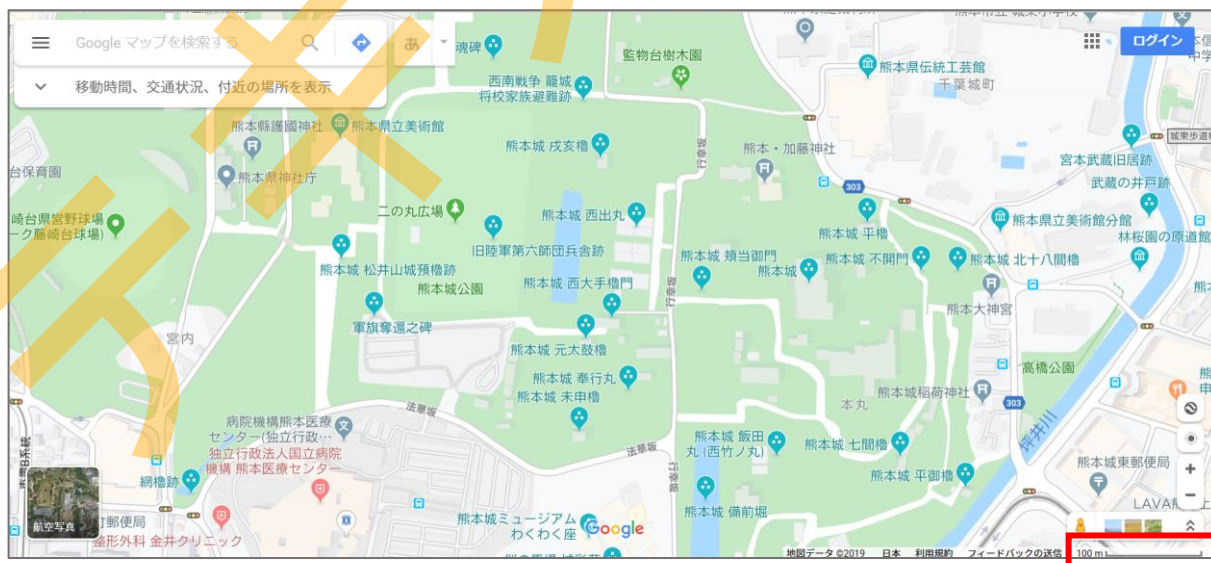 Google マップを検索する
あ
魂碑
移動時間、交通状況、付近の場所を表示
監物台樹木園
西南戦争 籠城
将校家族避難跡
熊本県伝統工芸館
千葉城町
ログイン
熊本縣護國神社
熊本県立美術館
熊本城 戌亥櫓
行幸坂
熊本・加藤神社
城東歩道橋
宮本武蔵旧居跡
台保育園
熊本県神社庁
303
武蔵の井戸跡
崎台県営野球場
ーク藤崎台球場)
二の丸広場
熊本城 西出丸
熊本城 平櫓
熊本県立美術館分館
林桜園の原道館
旧陸軍第六師団兵舎跡
熊本城 松井山城預櫓跡
熊本城 頬当御門
熊本城
熊本城 不開門
熊本城 北十八間櫓
熊本城公園
熊本城 西大手櫓門
行幸坂
熊本大神宮
軍旗奪還之碑
宮内
熊本城 元太鼓櫓
熊本城 奉行丸
熊本城 未申櫓
高橋公園
熊本城稲荷神社
本丸
303
法華坂
病院機構熊本医療
センター(独立行政…
独立行政法人国立病院
機構 熊本医療センター
法華坂
熊本城 飯田
丸 (西竹ノ丸)
熊本城 七間櫓
坪井川
行幸坂
熊本城 平御櫓
熊本城東郵便局
網櫓跡
熊本城 備前堀
LAVA
航空写真
町郵便局
整形外科 金井クリニック
熊本城ミュージアム
わくわく座
Google
地図データ ©2019 日本 利用規約 フィードバックの送信 100 m